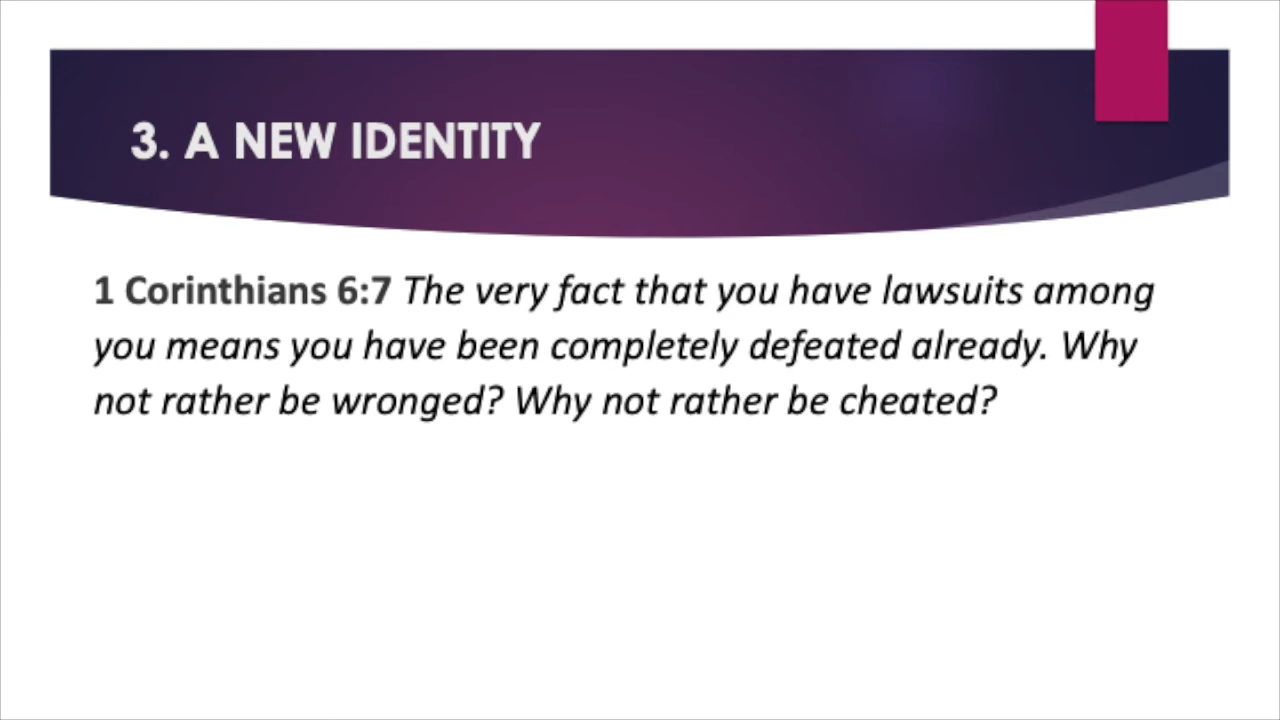 3. A NEW IDENTITY
1 Corinthians 6:7 The very fact that you have lawsuits among
you means you have been completely defeated already. Why
not rather be wronged? Why not rather be cheated?